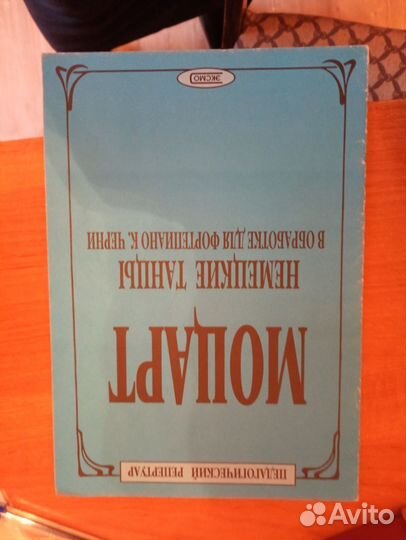 ПЕДАГОГИЧЕСКИЙ РЕПЕРТУАР
МОЦАРТ
НЕМЕЦКИЕ ТАНЦЫ
В ОБРАБОТКЕ ДЛЯ ФОРТЕПИАНО К. ЧЕРНИ
ЭКСМО
Avito